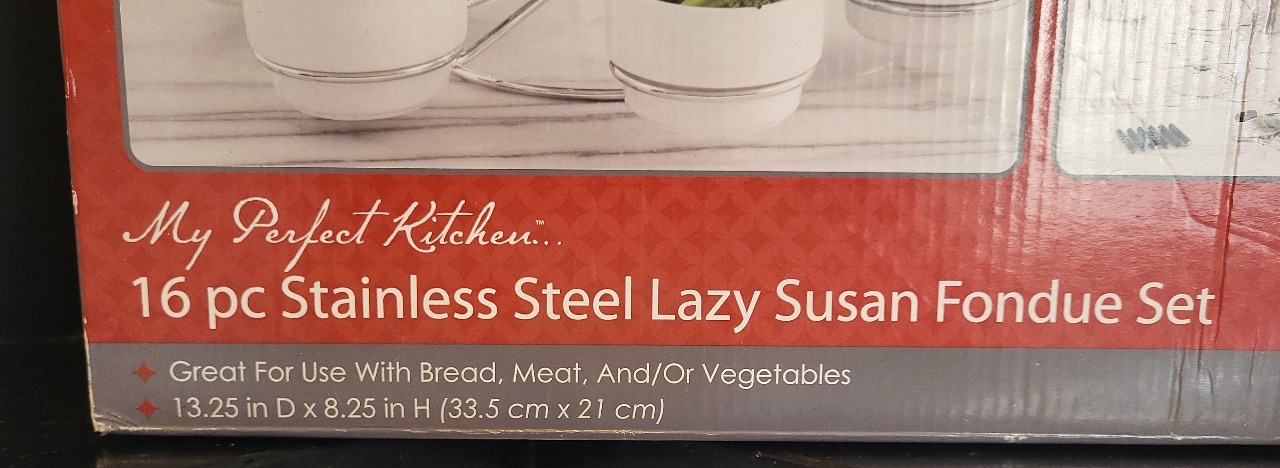 My Perfect Kitchen™...
16 pc Stainless Steel Lazy Susan Fondue Set
Great For Use With Bread, Meat, And/Or Vegetables
13.25 in D x 8.25 in H (33.5 cm x 21 cm)